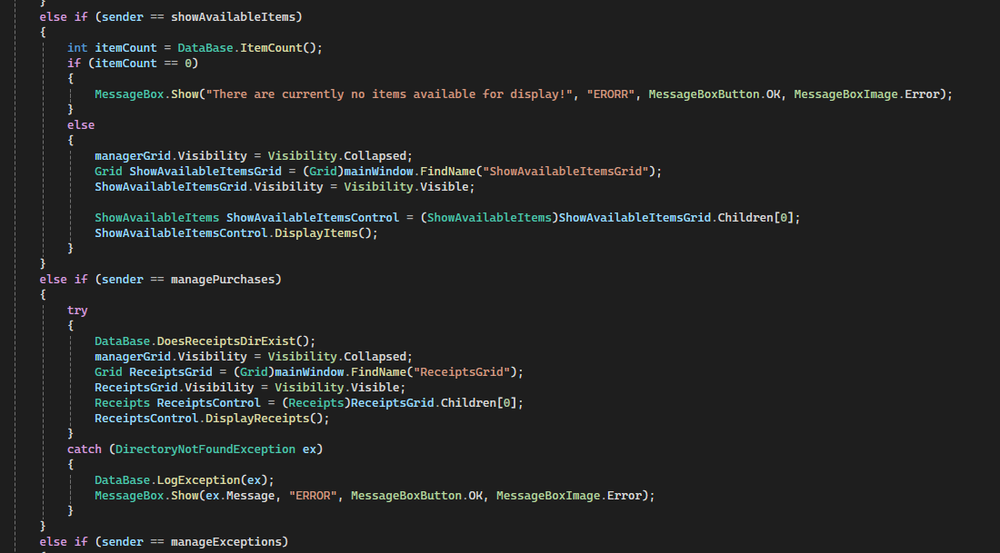 }
else if (sender == showAvailableItems)
{
int itemCount = DataBase.ItemCount();
if (itemCount == 0)
{
MessageBox.Show("There are currently no items available for display!", "ERORR", MessageBoxButton.OK, MessageBoxImage.Error);
}
else
{
managerGrid.Visibility = Visibility.Collapsed;
Grid ShowAvailableItemsGrid = (Grid)mainWindow.FindName("ShowAvailableItemsGrid");
ShowAvailableItemsGrid.Visibility = Visibility.Visible;
ShowAvailableItems ShowAvailableItemsControl = (ShowAvailableItems)ShowAvailableItemsGrid.Children[0];
ShowAvailableItemsControl.DisplayItems();
}
}
else if (sender == managePurchases)
{
try
{
DataBase.DoesReceiptsDirExist();
managerGrid.Visibility = Visibility.Collapsed;
Grid ReceiptsGrid = (Grid)mainWindow.FindName("ReceiptsGrid");
ReceiptsGrid.Visibility = Visibility.Visible;
Receipts ReceiptsControl = (Receipts)ReceiptsGrid.Children[0];
ReceiptsControl.DisplayReceipts();
}
catch (DirectoryNotFoundException ex)
{
DataBase.LogException(ex);
MessageBox.Show(ex.Message, "ERROR", MessageBoxButton.OK, MessageBoxImage.Error);
}
}
else if (sender == manageExceptions)
{